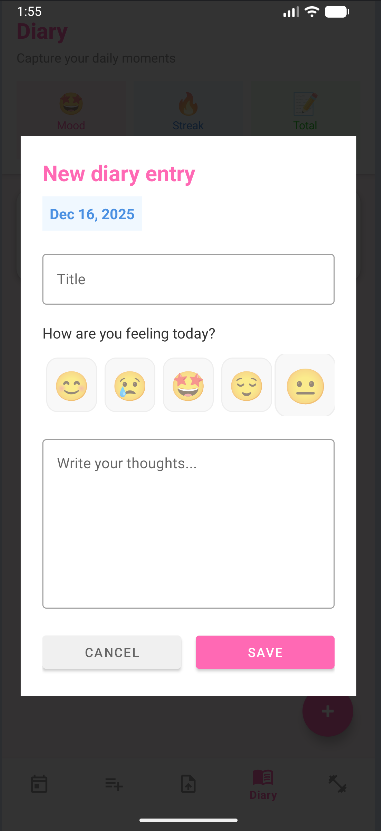 1:55
Diary
Capture your daily moments
Mood
Streak
Total
New diary entry
Dec 16, 2025
Title
How are you feeling today?
Write your thoughts...
CANCEL
SAVE
Diary